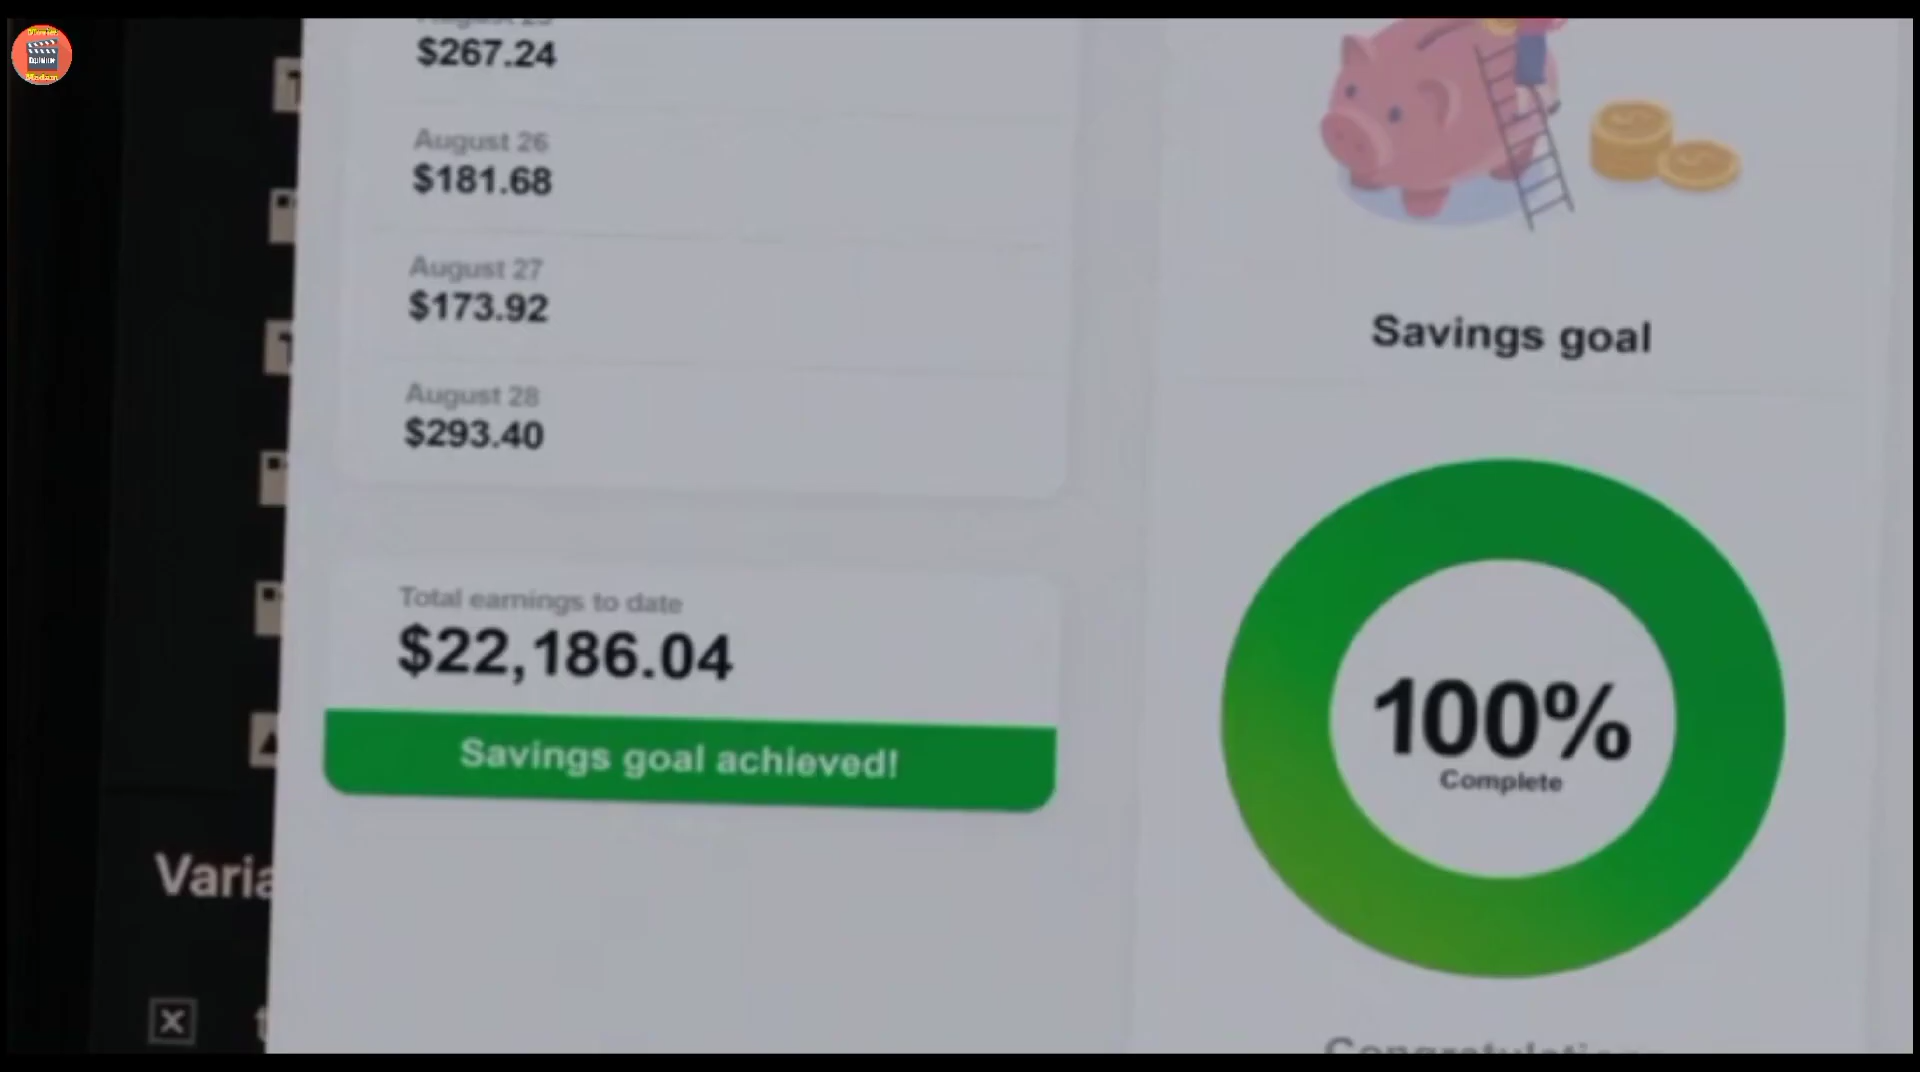 $267.24
August 26
$181.68
August 27
$173.92
August 28
$293.40
Total earnings to date
$22,186.04
Savings goal achieved!
Savings goal
100%
Complete
Varia